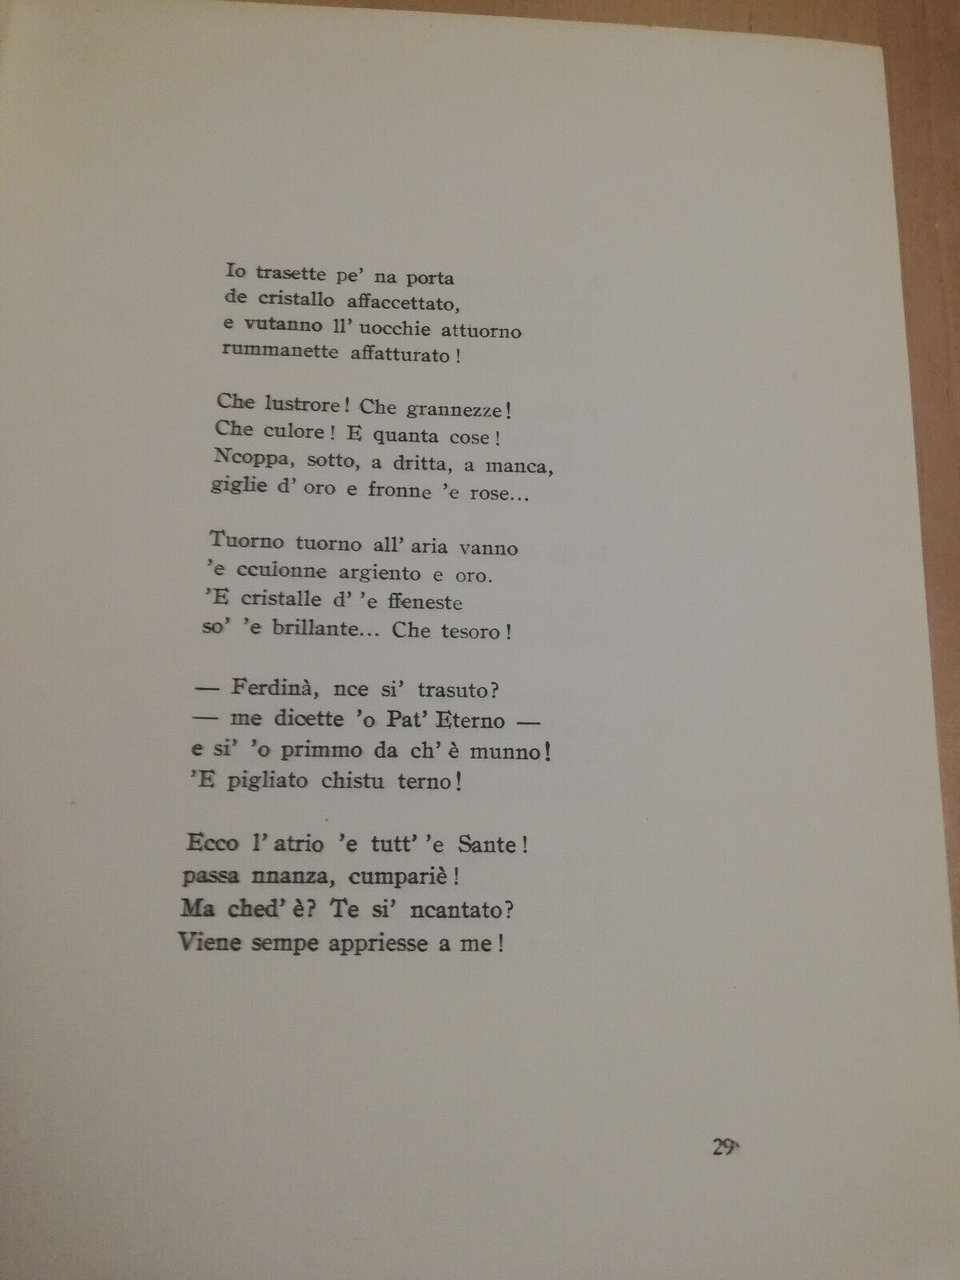 Io trasette pe' na porta
de cristallo affaccettato,
e vutanno ll' uocchie attuorno
rummanette affatturato !
Che lustrore ! Che grannezze !
Che culore ! E quanta cose !
Ncoppa, sotto, a dritta, a manca,
giglie d' oro e fronne 'e rose...
Tuorno tuorno all' aria vanno
'e cculonne argiento e oro.
'E cristalle d' 'e ffeneste
so' 'e brillante... Che tesoro !
— Ferdinà, nce si' trasuto?
— me dicette 'o Pat' Eterno —
e si' 'o primmo da ch' è munno!
'E pigliato chistu terno !
Ecco l' atrio 'e tutt' 'e Sante !
passa nnanza, cumpariè !
Ma ched' è? Te si' ncantato?
Viene sempe appriesse a me !
29